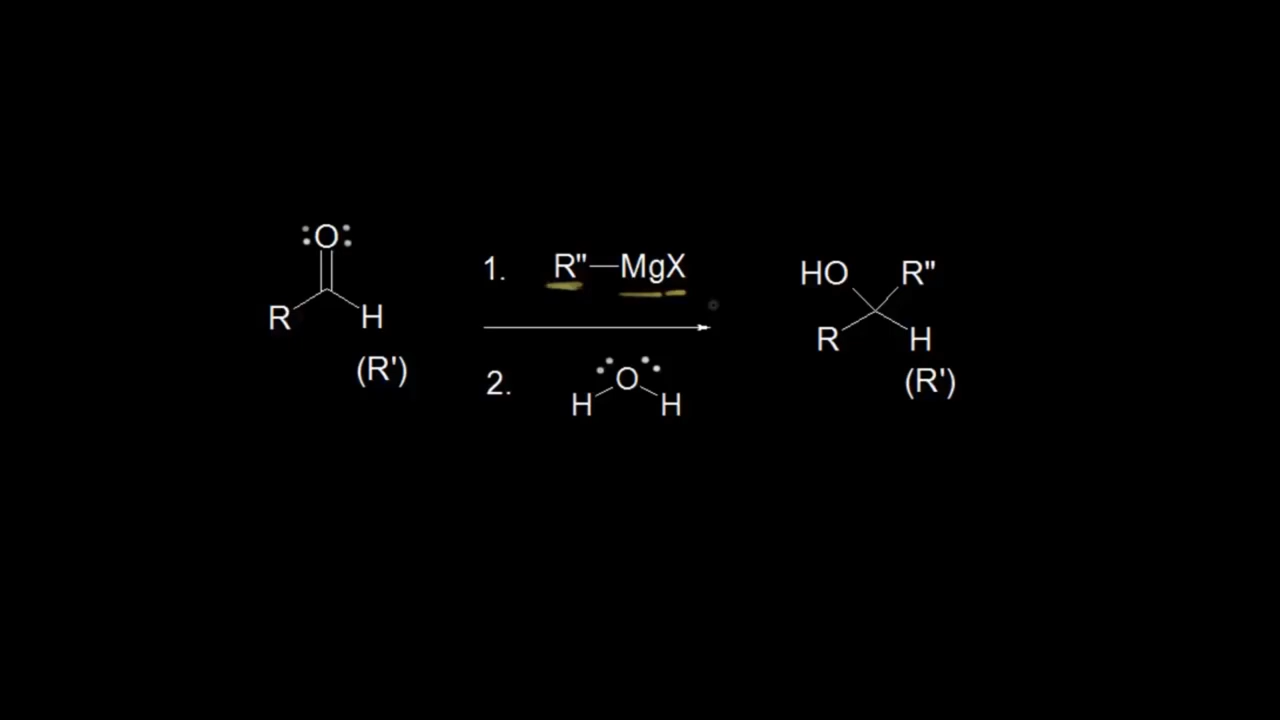 O
R H
(R')
1. R"—MgX
2. O
H H
HO R"
R H
(R')